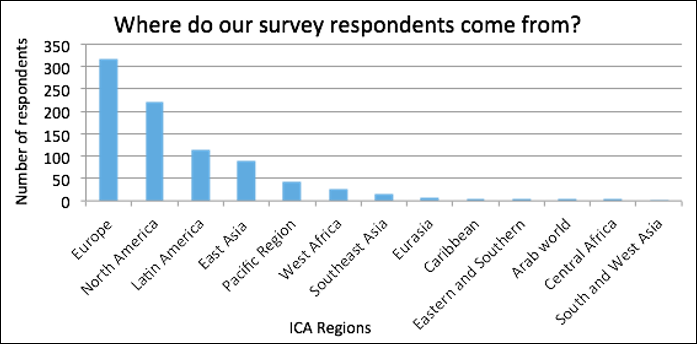 Where do our survey respondents come from?
Number of respondents
350
300
250
200
150
100
50
0
Europe
North America
Latin America
East Asia
Pacific Region
West Africa
Southeast Asia
Eurasia
Caribbean
Eastern and Southern
Arab world
Central Africa
South and West Asia
ICA Regions